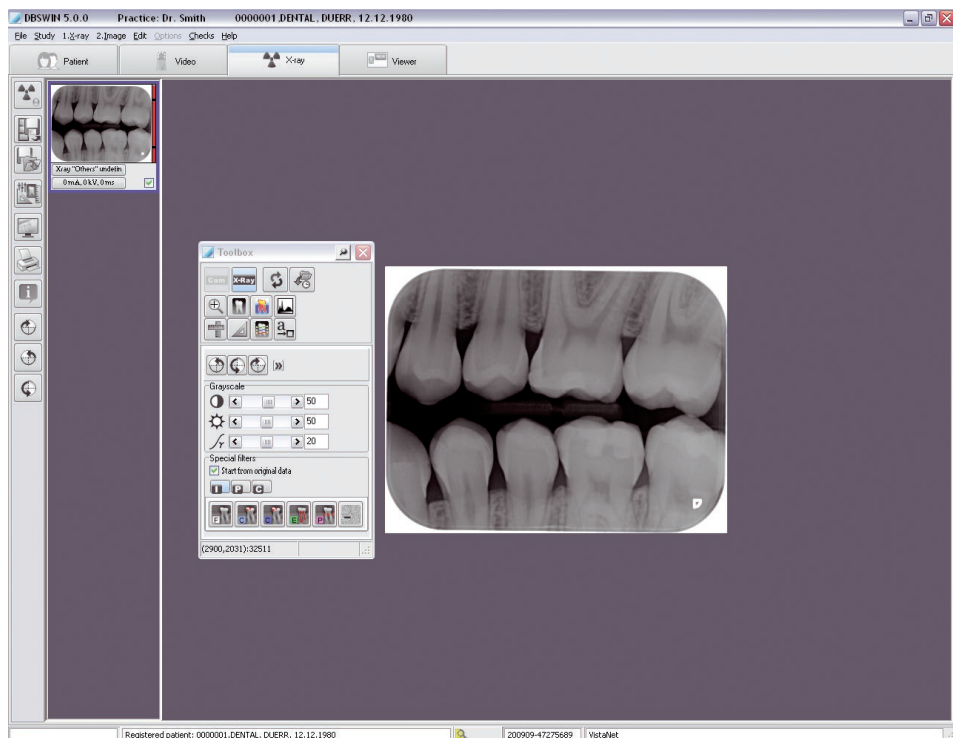 DBSWIN 5.0.0 Practice: Dr. Smith 0000001,DENTAL, DUERR, 12.12.1980
File Study 1.X-ray 2.Image Edit Options Checks Help
Patient Video X-ray Viewer
Xray "Others" undefin
0 mA, 0 kV, 0 ms
Toolbox
Cam X-Ray
a
Grayscale
50
50
γ 20
Special filters
Start from original data
I P C
F C C E P
(2900,2031):32511
Registered patient: 0000001,DENTAL, DUERR, 12.12.1980 200909-47275689 VistaNet